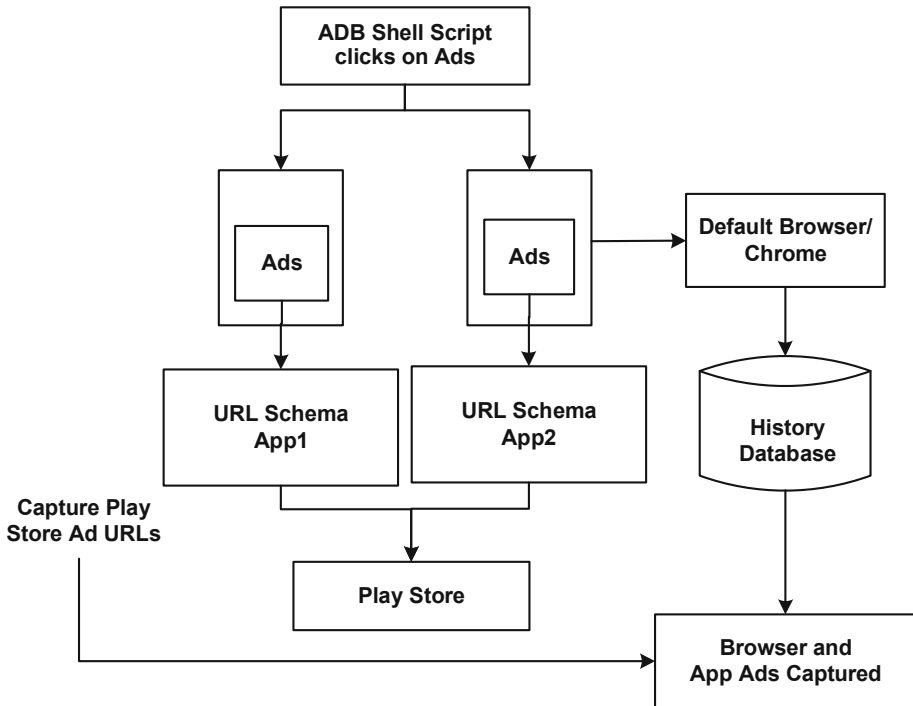 ADB Shell Script
clicks on Ads
Ads
Ads
Default Browser/
Chrome
URL Schema
App1
URL Schema
App2
History
Database
Capture Play
Store Ad URLs
Play Store
Browser and
App Ads Captured